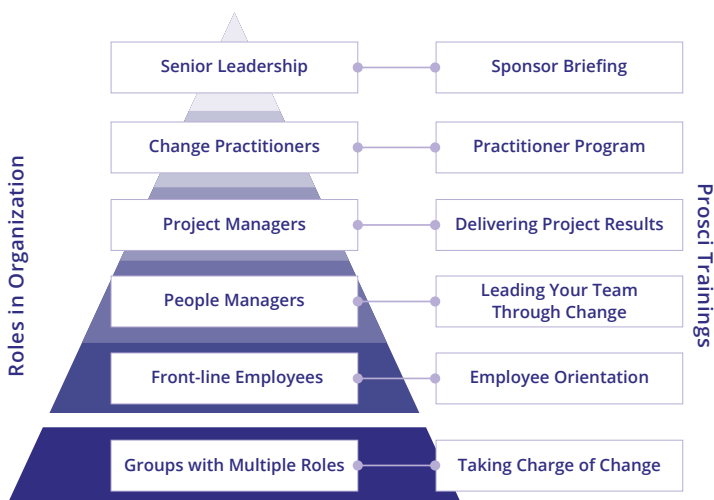 Senior Leadership
Sponsor Briefing
Change Practitioners
Practitioner Program
Project Managers
Delivering Project Results
People Managers
Leading Your Team
Through Change
Front-line Employees
Employee Orientation
Groups with Multiple Roles
Taking Charge of Change
Roles in Organization
Prosci Trainings